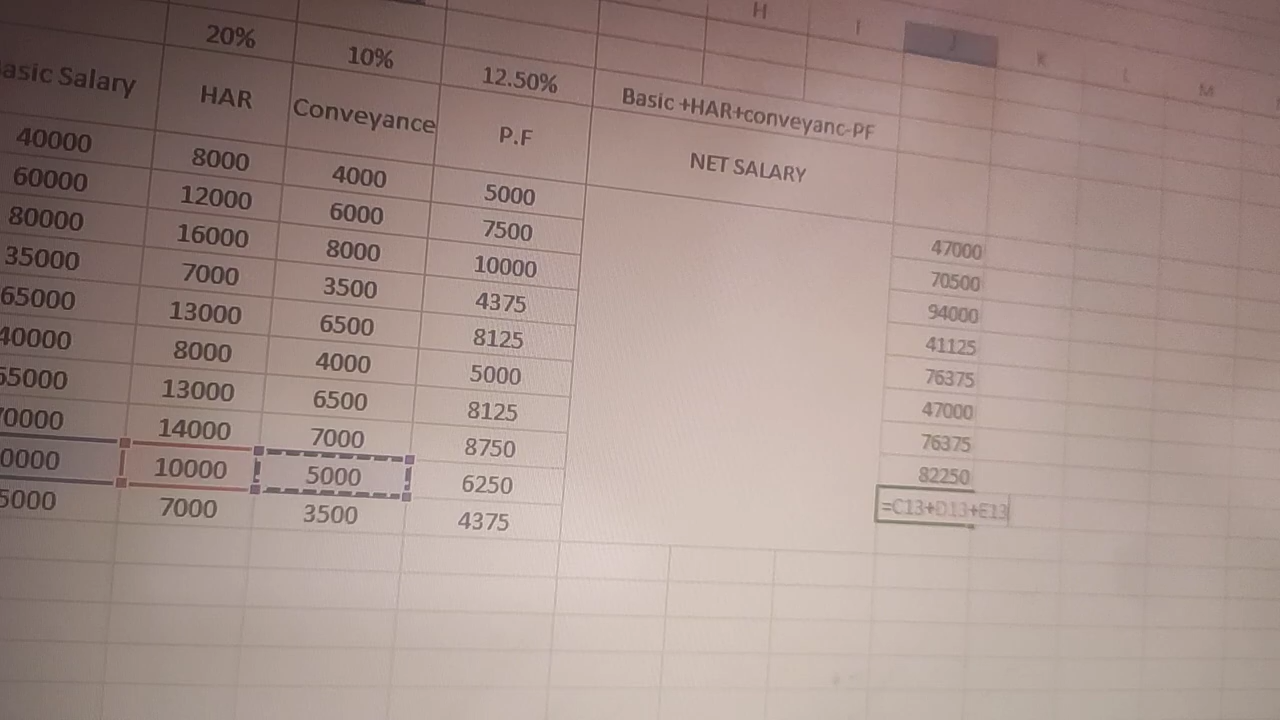 H I J K L M
20% 10% 12.50% Basic +HAR+conveyanc-PF
asic Salary HAR Conveyance P.F NET SALARY
40000 8000 4000 5000 47000
60000 12000 6000 7500 70500
80000 16000 8000 10000 94000
35000 7000 3500 4375 41125
65000 13000 6500 8125 76375
40000 8000 4000 5000 47000
55000 13000 6500 8125 76375
0000 14000 7000 8750 82250
0000 10000 5000 6250 =C13+D13+E13
5000 7000 3500 4375